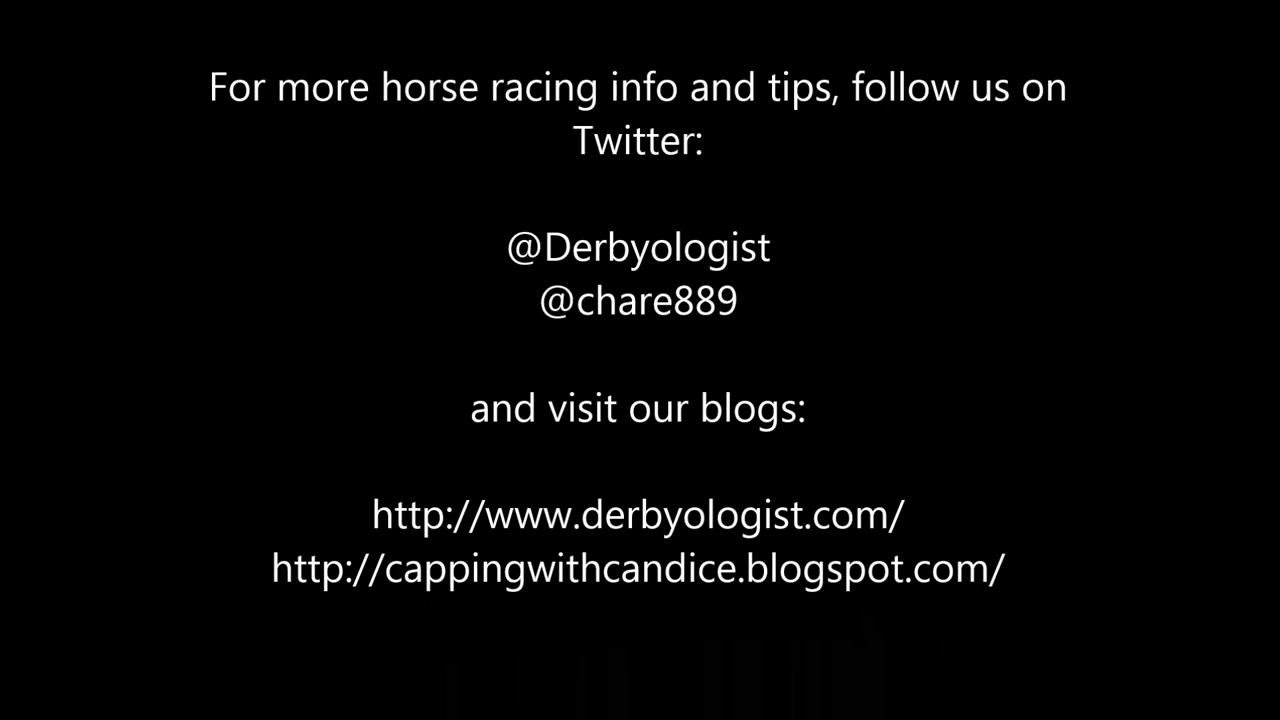 For more horse racing info and tips, follow us on
Twitter:
@Derbyologist
@chare889
and visit our blogs:
http://www.derbyologist.com/
http://cappingwithcandice.blogspot.com/